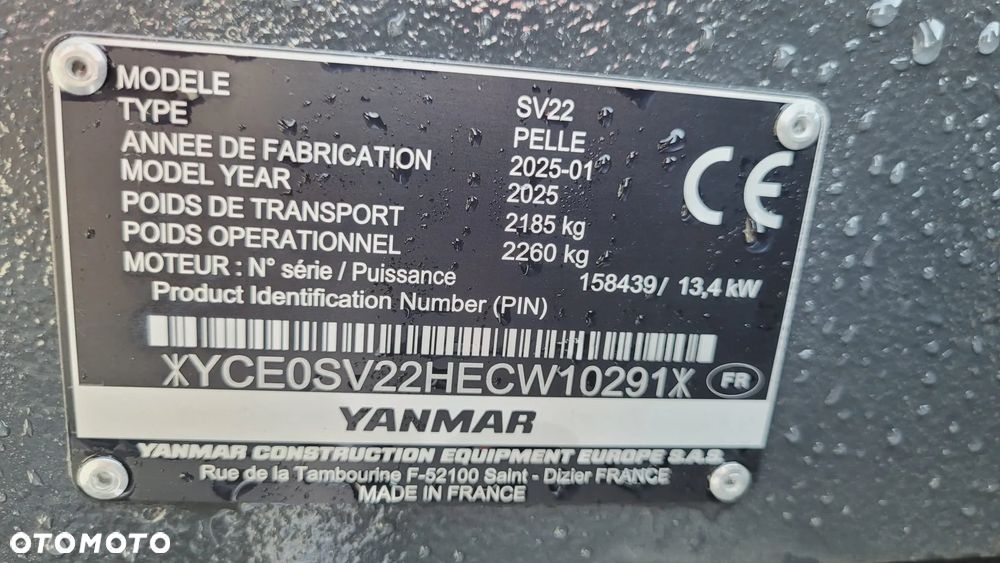 MODELE SV22
TYPE PELLE
ANNEE DE FABRICATION 2025-01
MODEL YEAR 2025
POIDS DE TRANSPORT 2185 kg
POIDS OPERATIONNEL 2260 kg
MOTEUR : N° série / Puissance 158439/ 13,4 kW
Product Identification Number (PIN)
CE
*YCE0SV22HECW10291*
FR
YANMAR
YANMAR CONSTRUCTION EQUIPMENT EUROPE S.A.S.
Rue de la Tambourine F-52100 Saint - Dizier FRANCE
MADE IN FRANCE
OTOMOTO